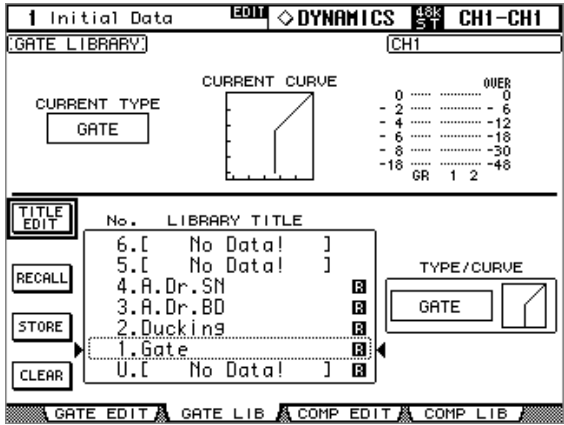 1 Initial Data EDIT ◇DYNAMICS 48k ST CH1-CH1
GATE LIBRARY
CH1
CURRENT TYPE
GATE
CURRENT CURVE
OVER
0 0
- 2 - 6
- 4 -12
- 6 -18
- 8 -30
-18 -48
GR 1 2
TITLE EDIT
RECALL
STORE
CLEAR
No. LIBRARY TITLE
6.[ No Data! ]
5.[ No Data! ]
4.A.Dr.SN R
3.A.Dr.BD R
2.Ducking R
1.Gate R
U.[ No Data! ] R
TYPE/CURVE
GATE
GATE EDIT GATE LIB COMP EDIT COMP LIB